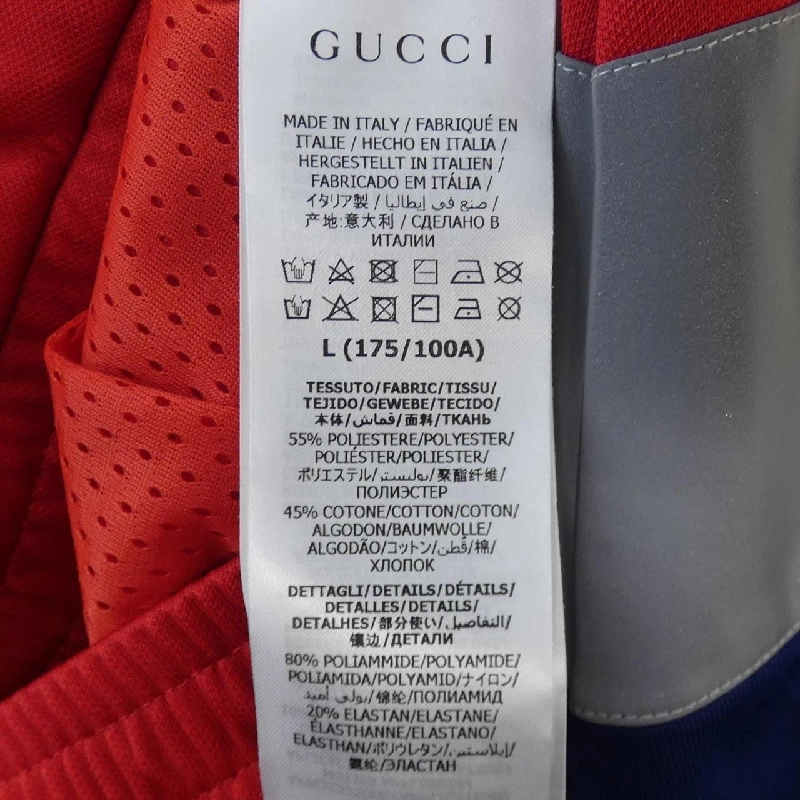 GUCCI
MADE IN ITALY / FABRIQUÉ EN
ITALIE / HECHO EN ITALIA /
HERGESTELLT IN ITALIEN /
FABRICADO EM ITÁLIA /
イタリア製 / صنع في إيطاليا /
产地:意大利 / СДЕЛАНО В
ИТАЛИИ
L (175/100A)
TESSUTO/FABRIC/TISSU/
TEJIDO/GEWEBE/TECIDO/
本体/قماش/面料/ТКАНЬ
55% POLIESTERE/POLYESTER/
POLIÉSTER/POLIESTER/
ポリエステル/بوليستر/聚酯纤维/
ПОЛИЭСТЕР
45% COTONE/COTTON/COTON/
ALGODON/BAUMWOLLE/
ALGODÃO/コットン/قطن/棉/
ХЛОПОК
DETTAGLI/DETAILS/DÉTAILS/
DETALLES/DETAILS/
DETALHES/部分使い/التفاصيل/
镶边/ДЕТАЛИ
80% POLIAMMIDE/POLYAMIDE/
POLIAMIDA/POLYAMID/ナイロン/
بولي أميد/锦纶/ПОЛИАМИД
20% ELASTAN/ELASTANE/
ÉLASTHANNE/ELASTANO/
ELASTHAN/ポリウレタン/إيلاستين/
氨纶/ЭЛАСТАН